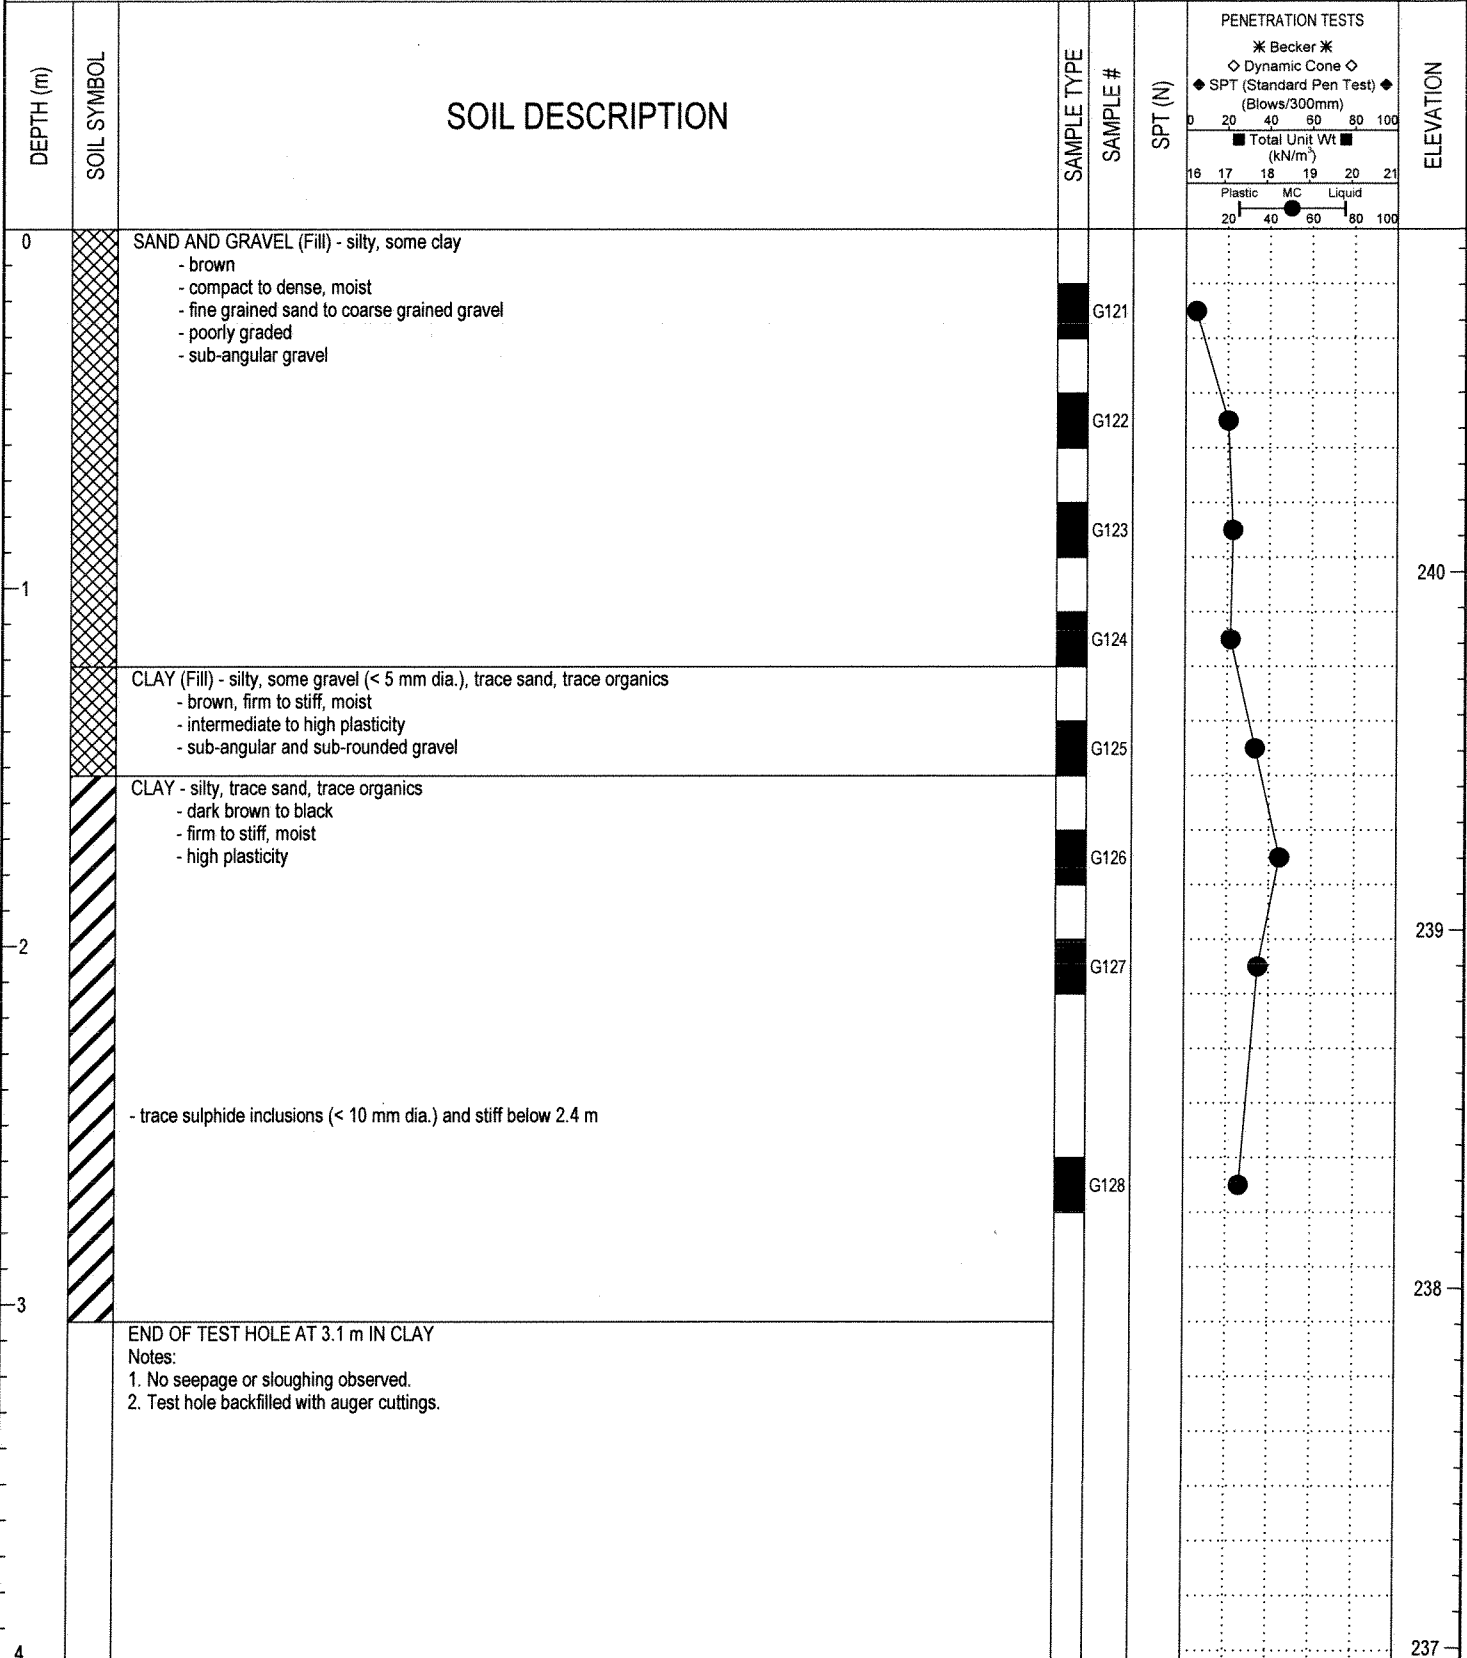 DEPTH (m)
SOIL SYMBOL
SOIL DESCRIPTION
SAMPLE TYPE
SAMPLE #
SPT (N)
PENETRATION TESTS
✳ Becker ✳
◇ Dynamic Cone ◇
◆ SPT (Standard Pen Test) ◆
(Blows/300mm)
0 20 40 60 80 100
■ Total Unit Wt ■
(kN/m³)
16 17 18 19 20 21
Plastic MC Liquid
20 40 60 80 100
ELEVATION
0
SAND AND GRAVEL (Fill) - silty, some clay
- brown
- compact to dense, moist
- fine grained sand to coarse grained gravel
- poorly graded
- sub-angular gravel
G121
G122
G123
240
1
G124
CLAY (Fill) - silty, some gravel (< 5 mm dia.), trace sand, trace organics
- brown, firm to stiff, moist
- intermediate to high plasticity
- sub-angular and sub-rounded gravel
G125
CLAY - silty, trace sand, trace organics
- dark brown to black
- firm to stiff, moist
- high plasticity
G126
239
2
G127
- trace sulphide inclusions (< 10 mm dia.) and stiff below 2.4 m
G128
238
3
END OF TEST HOLE AT 3.1 m IN CLAY
Notes:
1. No seepage or sloughing observed.
2. Test hole backfilled with auger cuttings.
237
4